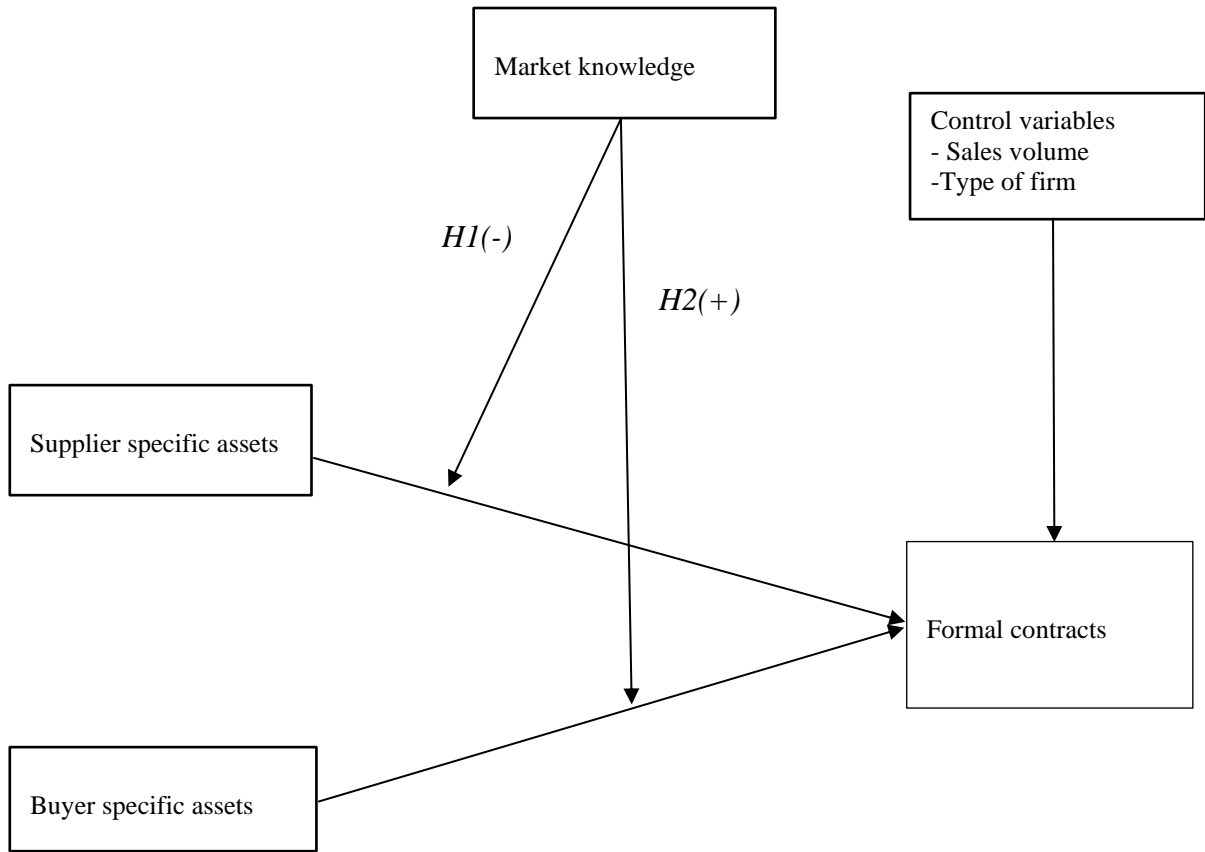 Market knowledge
Control variables
- Sales volume
-Type of firm
H1(-)
H2(+)
Supplier specific assets
Formal contracts
Buyer specific assets